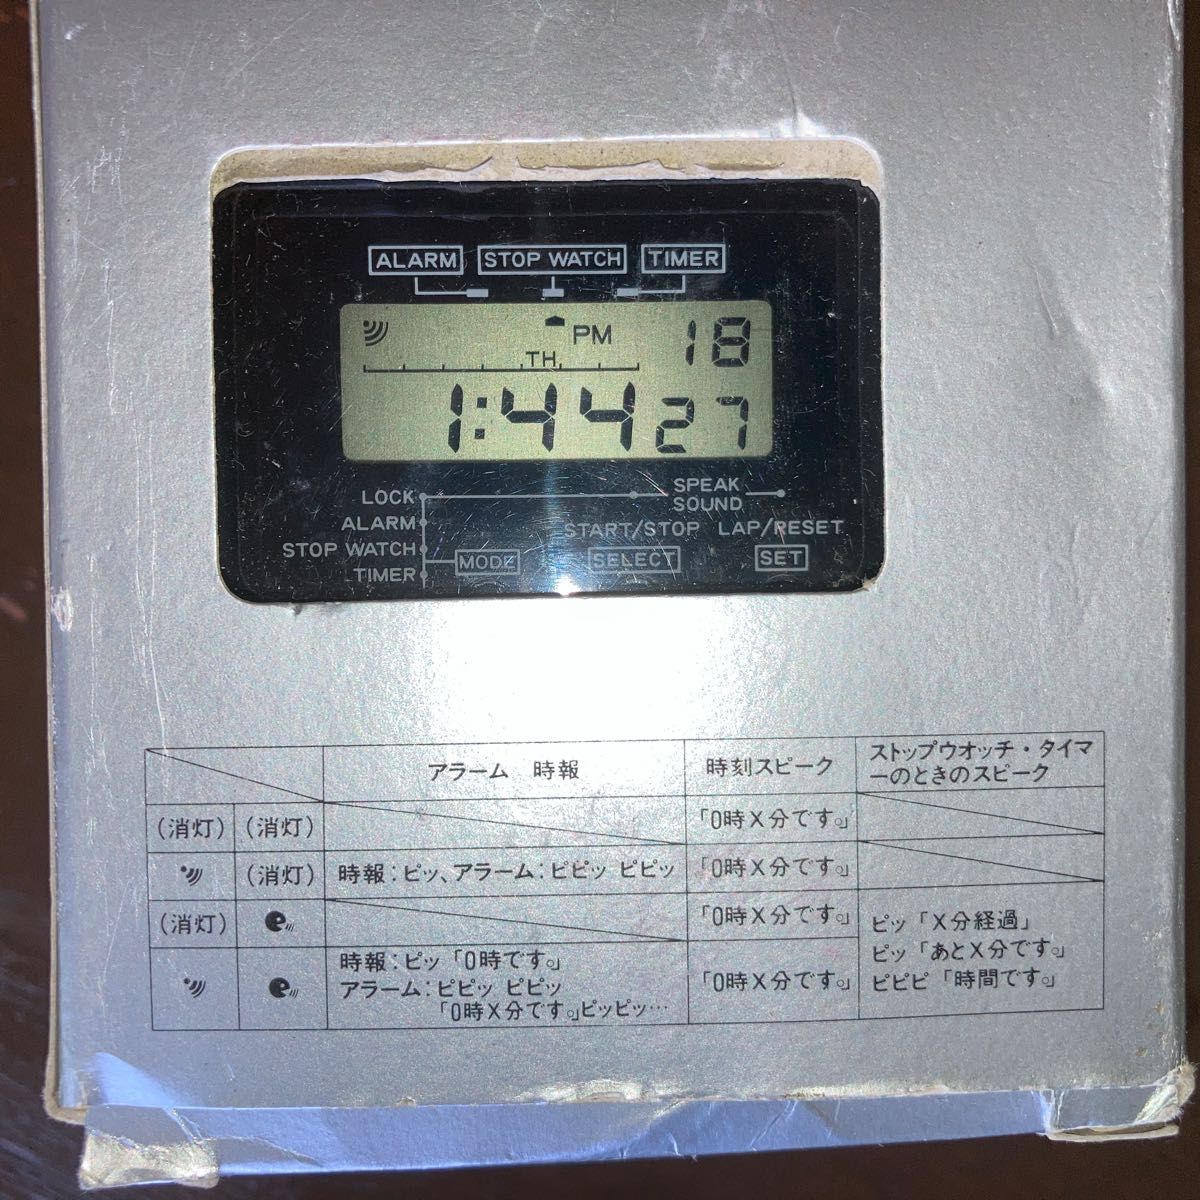 ALARM STOP WATCH TIMER
PM 18
TH
1:44 27
LOCK SPEAK
SOUND
ALARM START/STOP LAP/RESET
STOP WATCH MODE SELECT SET
TIMER
アラーム 時報 時刻スピーク ストップウオッチ・タイマ
ーのときのスピーク
(消灯) (消灯) 「0時X分です。」
(消灯) 時報:ピッ、アラーム:ピピッ ピピッ 「0時X分です。」
(消灯) 「0時X分です。」 ピッ「X分経過」
ピッ「あとX分です。」
ピピピ「時間です。」
時報:ピッ「0時です。」
アラーム:ピピッ ピピッ 「0時X分です。」
「0時X分です。」ピッピッ…